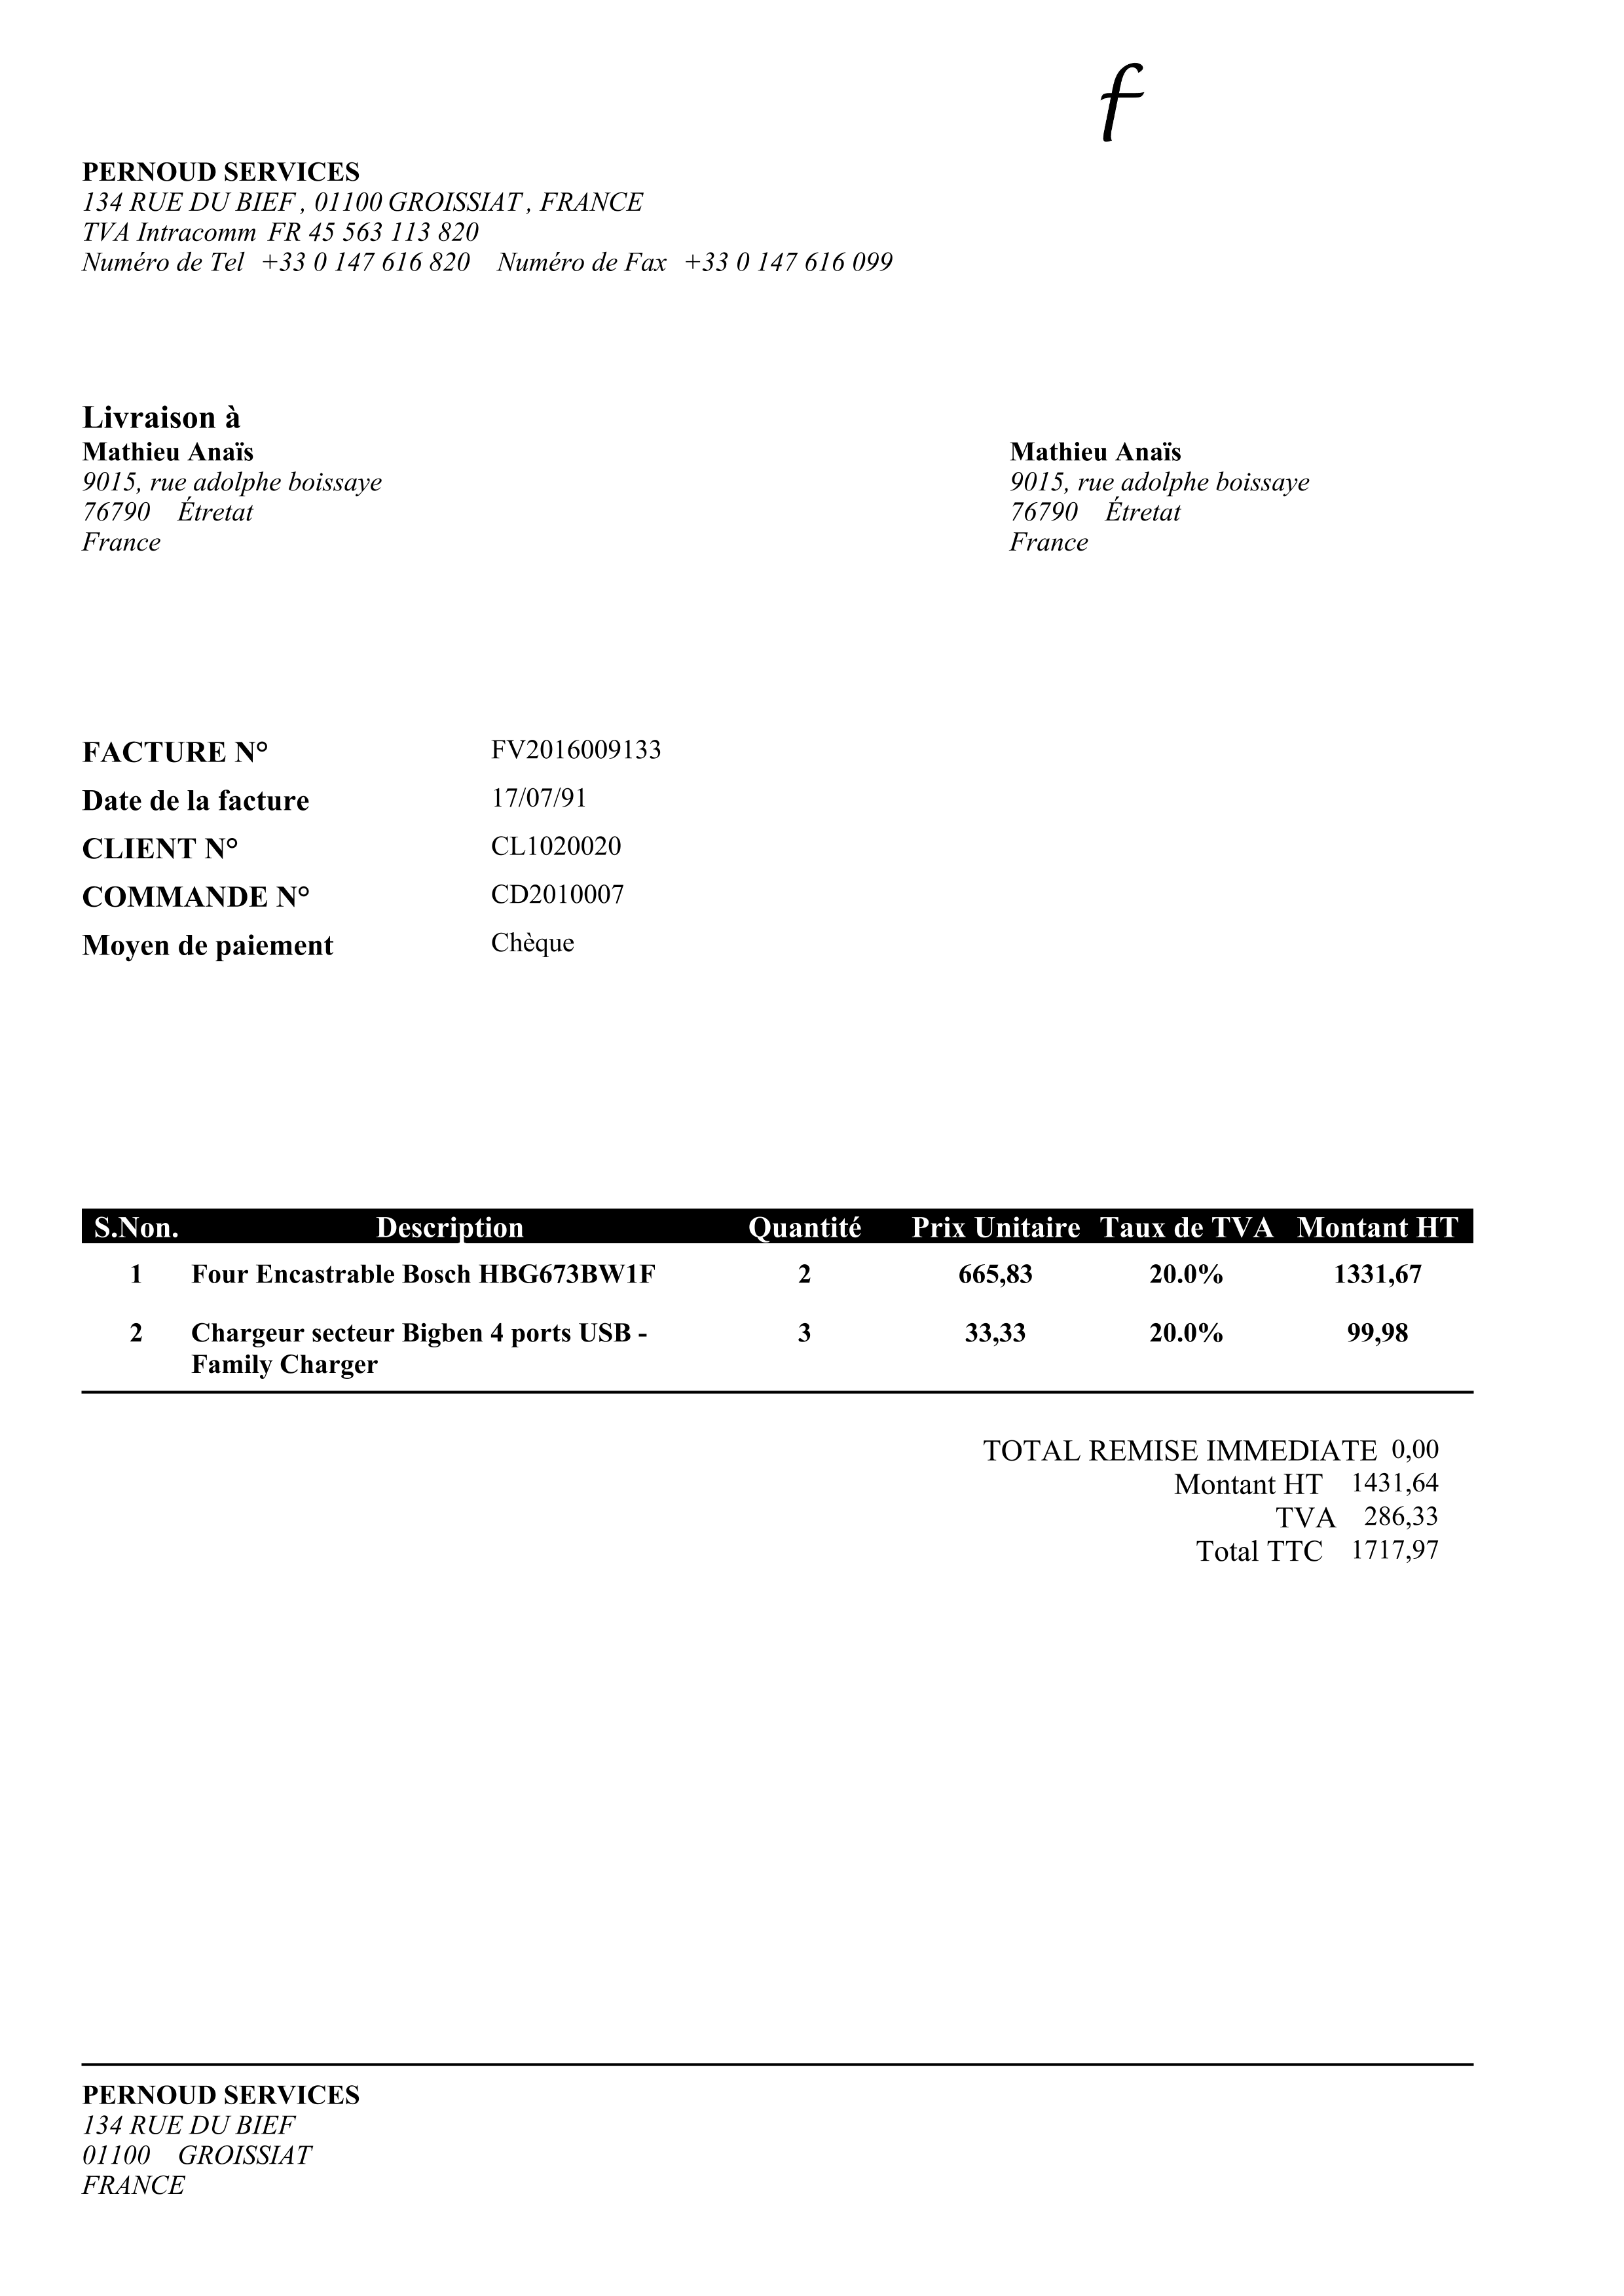 f
PERNOUD SERVICES
134 RUE DU BIEF , 01100 GROISSIAT , FRANCE
TVA Intracomm FR 45 563 113 820
Numéro de Tel +33 0 147 616 820 Numéro de Fax +33 0 147 616 099
Livraison à
Mathieu Anaïs
9015, rue adolphe boissaye
76790 Étretat
France
Mathieu Anaïs
9015, rue adolphe boissaye
76790 Étretat
France
FACTURE N° FV2016009133
Date de la facture 17/07/91
CLIENT N° CL1020020
COMMANDE N° CD2010007
Moyen de paiement Chèque
S.Non. Description Quantité Prix Unitaire Taux de TVA Montant HT
1 Four Encastrable Bosch HBG673BW1F 2 665,83 20.0% 1331,67
2 Chargeur secteur Bigben 4 ports USB - 3 33,33 20.0% 99,98
Family Charger
TOTAL REMISE IMMEDIATE 0,00
Montant HT 1431,64
TVA 286,33
Total TTC 1717,97
PERNOUD SERVICES
134 RUE DU BIEF
01100 GROISSIAT
FRANCE